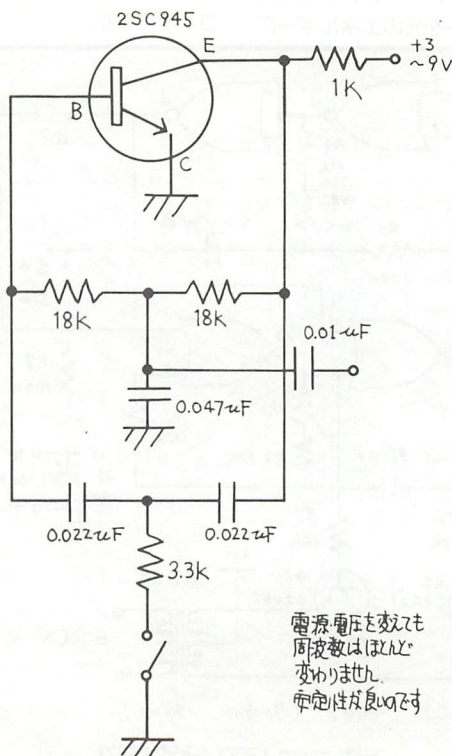 2SC945
E
+3
~9V
1K
B
C
18K
18K
0.01uF
0.047uF
0.022uF
0.022uF
3.3K
電源電圧を変えても
周波数はほとんど
変わりません.
安定性が良いのです